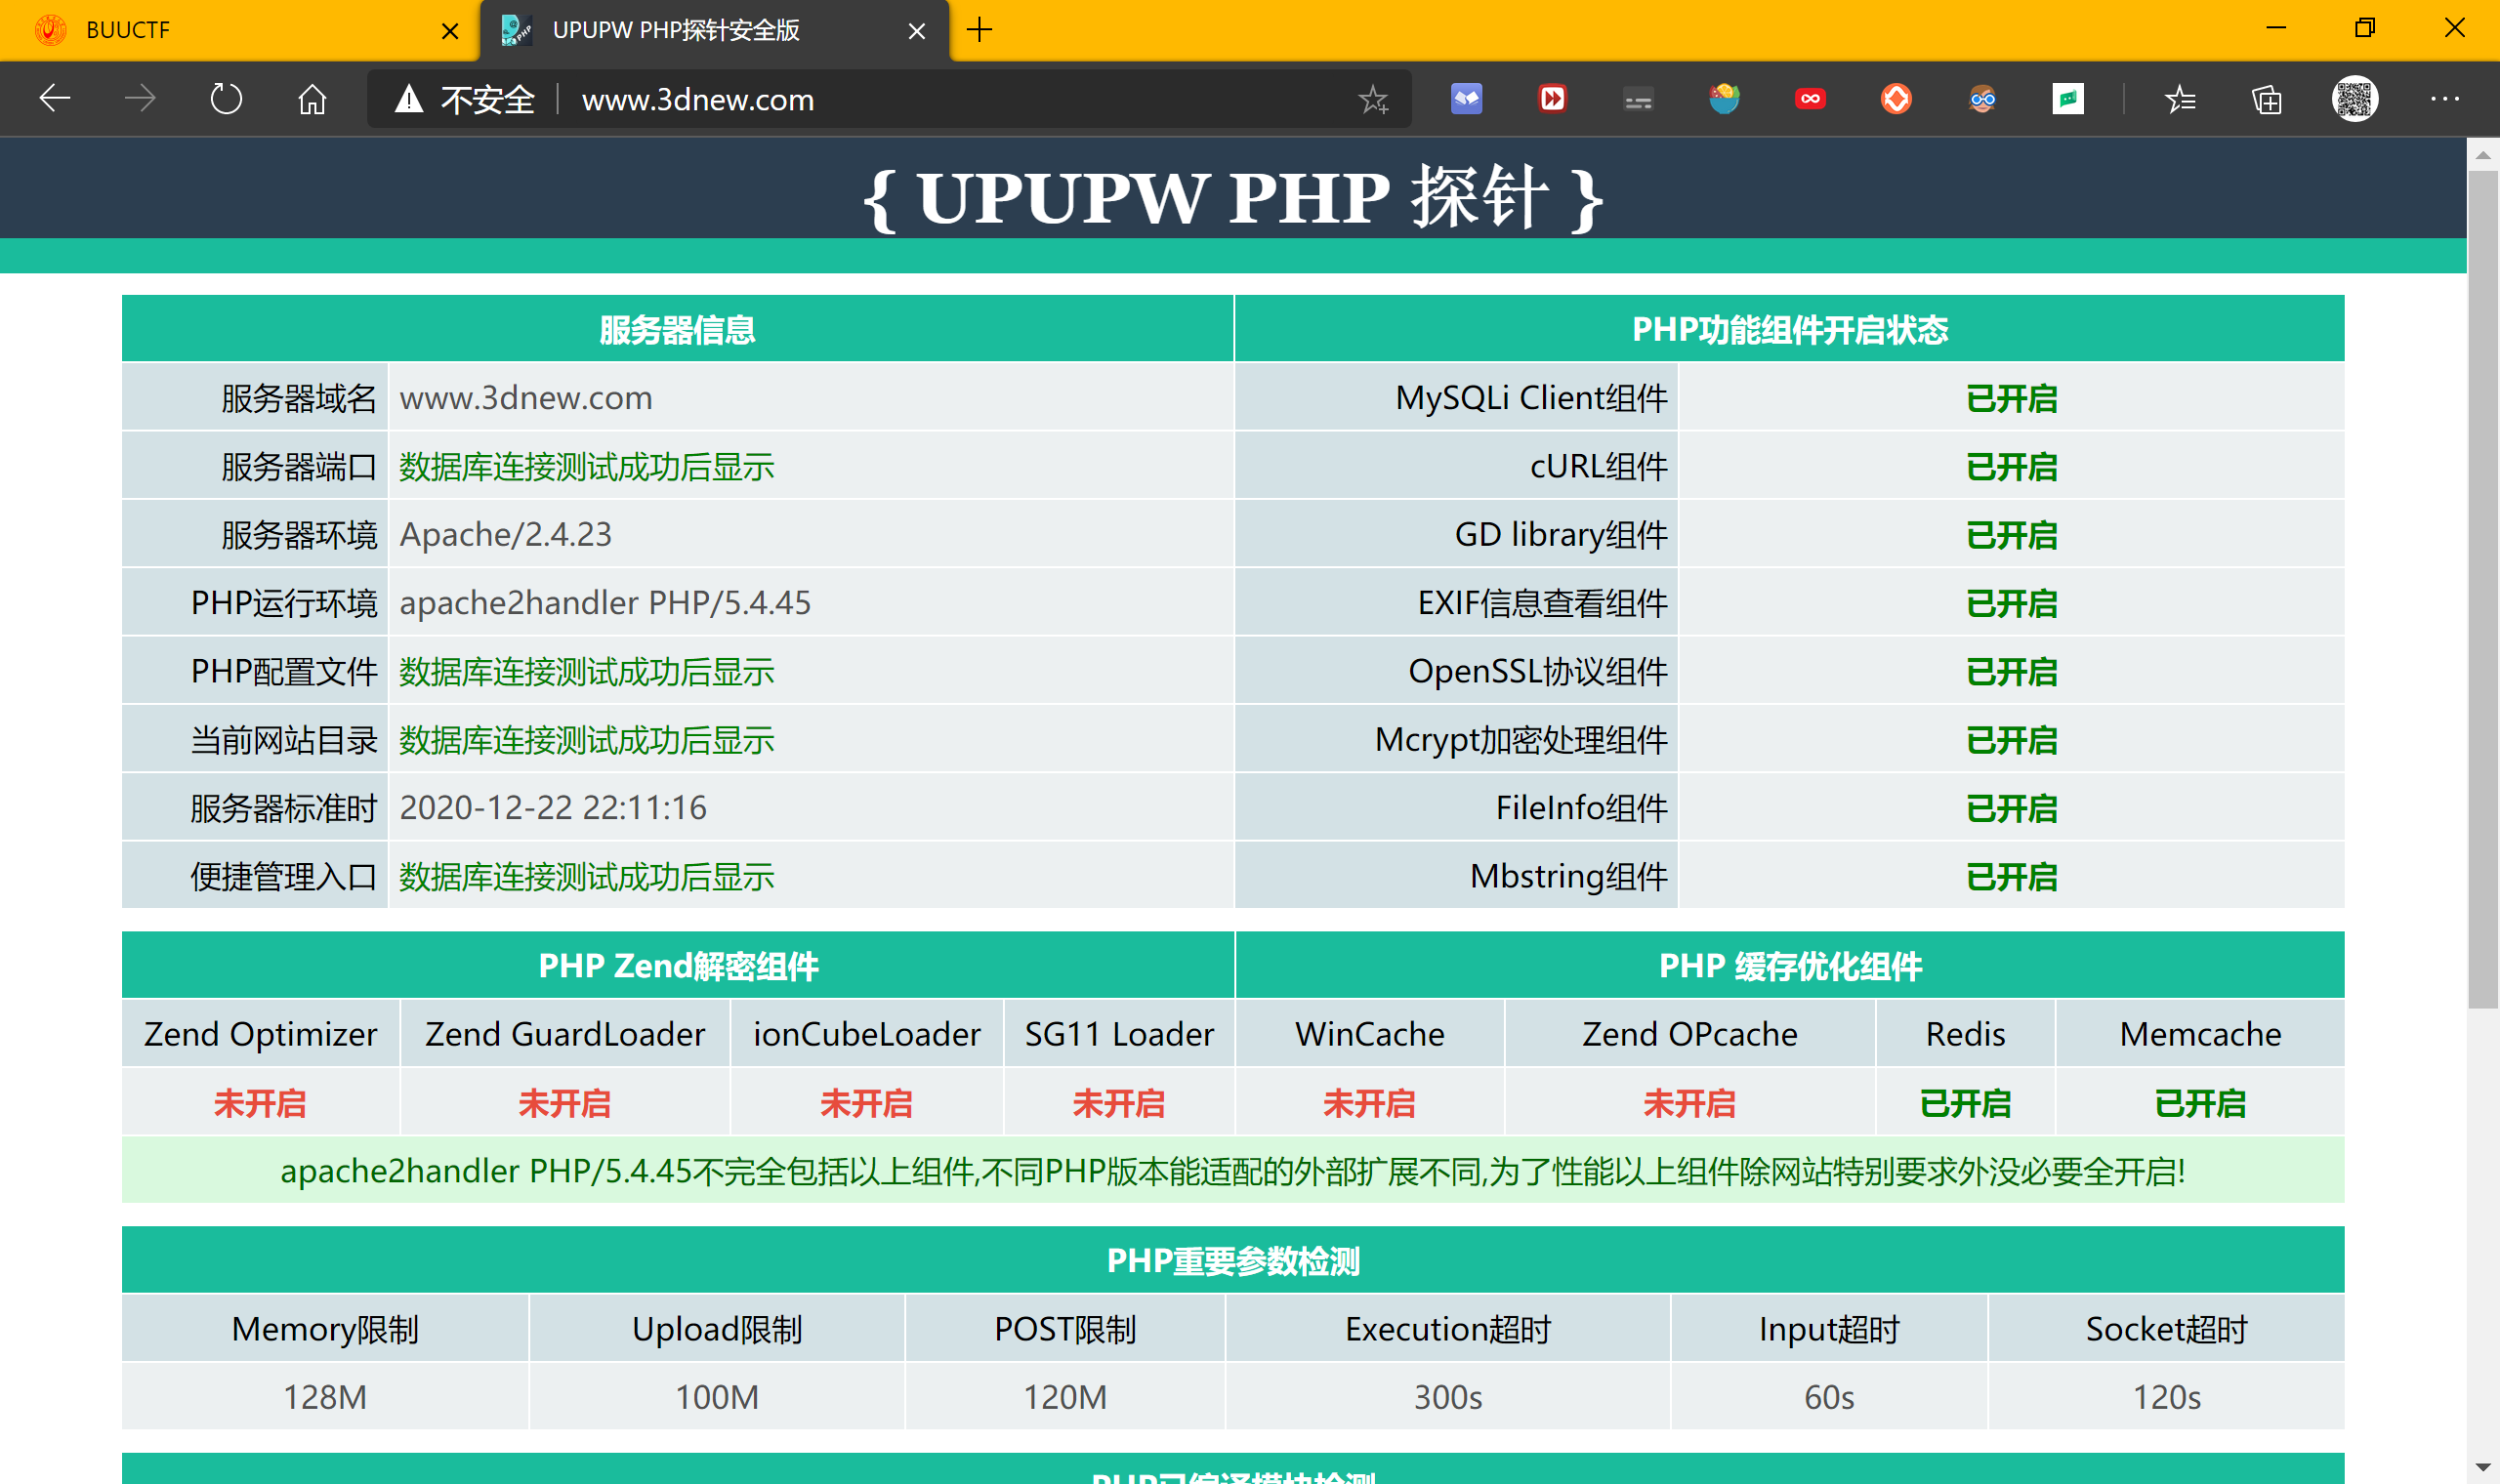 BUUCTF
UPUPW PHP探针安全版
不安全 www.3dnew.com
{ UPUPW PHP 探针 }
服务器信息 PHP功能组件开启状态
服务器域名 www.3dnew.com MySQLi Client组件 已开启
服务器端口 数据库连接测试成功后显示 cURL组件 已开启
服务器环境 Apache/2.4.23 GD library组件 已开启
PHP运行环境 apache2handler PHP/5.4.45 EXIF信息查看组件 已开启
PHP配置文件 数据库连接测试成功后显示 OpenSSL协议组件 已开启
当前网站目录 数据库连接测试成功后显示 Mcrypt加密处理组件 已开启
服务器标准时 2020-12-22 22:11:16 FileInfo组件 已开启
便捷管理入口 数据库连接测试成功后显示 Mbstring组件 已开启
PHP Zend解密组件 PHP 缓存优化组件
Zend Optimizer Zend GuardLoader ionCubeLoader SG11 Loader WinCache Zend OPcache Redis Memcache
未开启 未开启 未开启 未开启 未开启 未开启 已开启 已开启
apache2handler PHP/5.4.45不完全包括以上组件,不同PHP版本能适配的外部扩展不同,为了性能以上组件除网站特别要求外没必要全开启!
PHP重要参数检测
Memory限制 Upload限制 POST限制 Execution超时 Input超时 Socket超时
128M 100M 120M 300s 60s 120s
PHP已编译模块检测